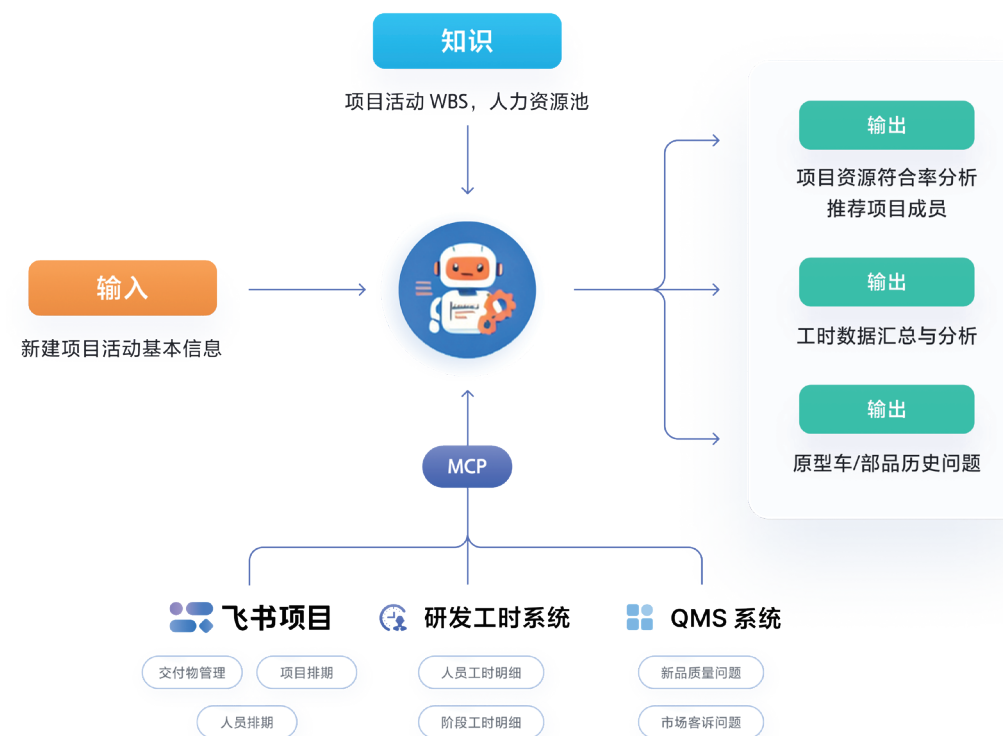 知识
项目活动 WBS，人力资源池
输入
新建项目活动基本信息
输出
项目资源符合率分析
推荐项目成员
输出
工时数据汇总与分析
输出
原型车/部品历史问题
MCP
飞书项目
交付物管理
项目排期
人员排期
研发工时系统
人员工时明细
阶段工时明细
QMS 系统
新品质量问题
市场客诉问题